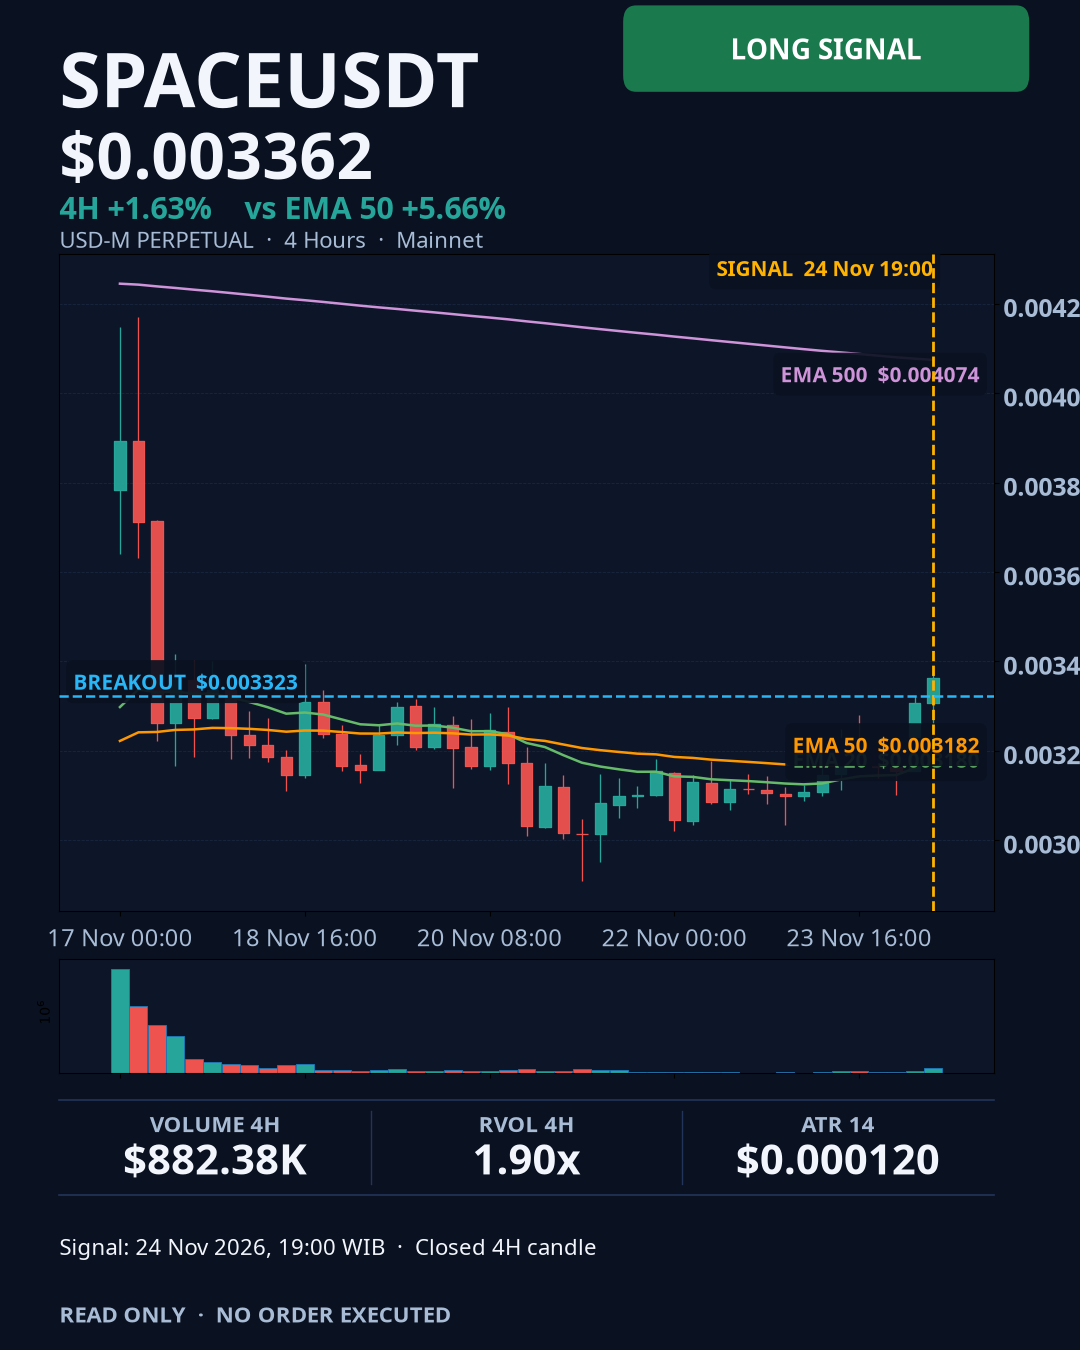 LONG SIGNAL
SPACEUSDT
$0.003362
4H +1.63% vs EMA 50 +5.66%
USD-M PERPETUAL · 4 Hours · Mainnet
SIGNAL 24 Nov 19:00
0.0042
EMA 500 $0.004074
0.0040
0.0038
0.0036
0.0034
BREAKOUT $0.003323
EMA 50 $0.003182
0.0032
EMA 20 $0.003180
0.0030
17 Nov 00:00
18 Nov 16:00
20 Nov 08:00
22 Nov 00:00
23 Nov 16:00
10⁶
VOLUME 4H
$882.38K
RVOL 4H
1.90x
ATR 14
$0.000120
Signal: 24 Nov 2026, 19:00 WIB · Closed 4H candle
READ ONLY · NO ORDER EXECUTED